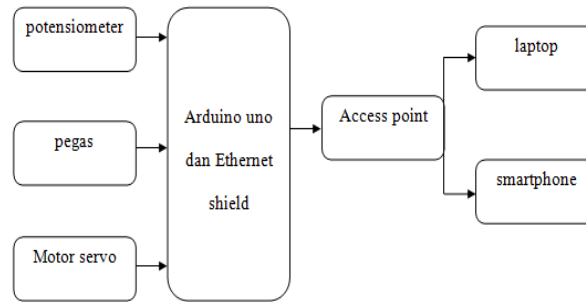 potensiometer
pegas
Motor servo
Arduino uno
dan Ethernet
shield
Access point
laptop
smartphone